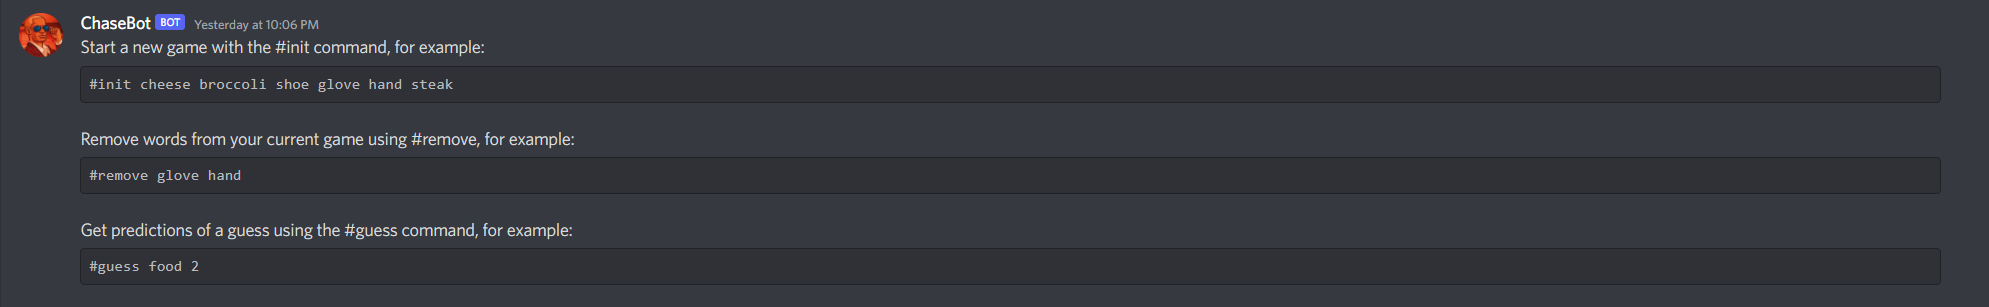 ChaseBot BOT Yesterday at 10:06 PM
Start a new game with the #init command, for example:
#init cheese broccoli shoe glove hand steak
Remove words from your current game using #remove, for example:
#remove glove hand
Get predictions of a guess using the #guess command, for example:
#guess food 2